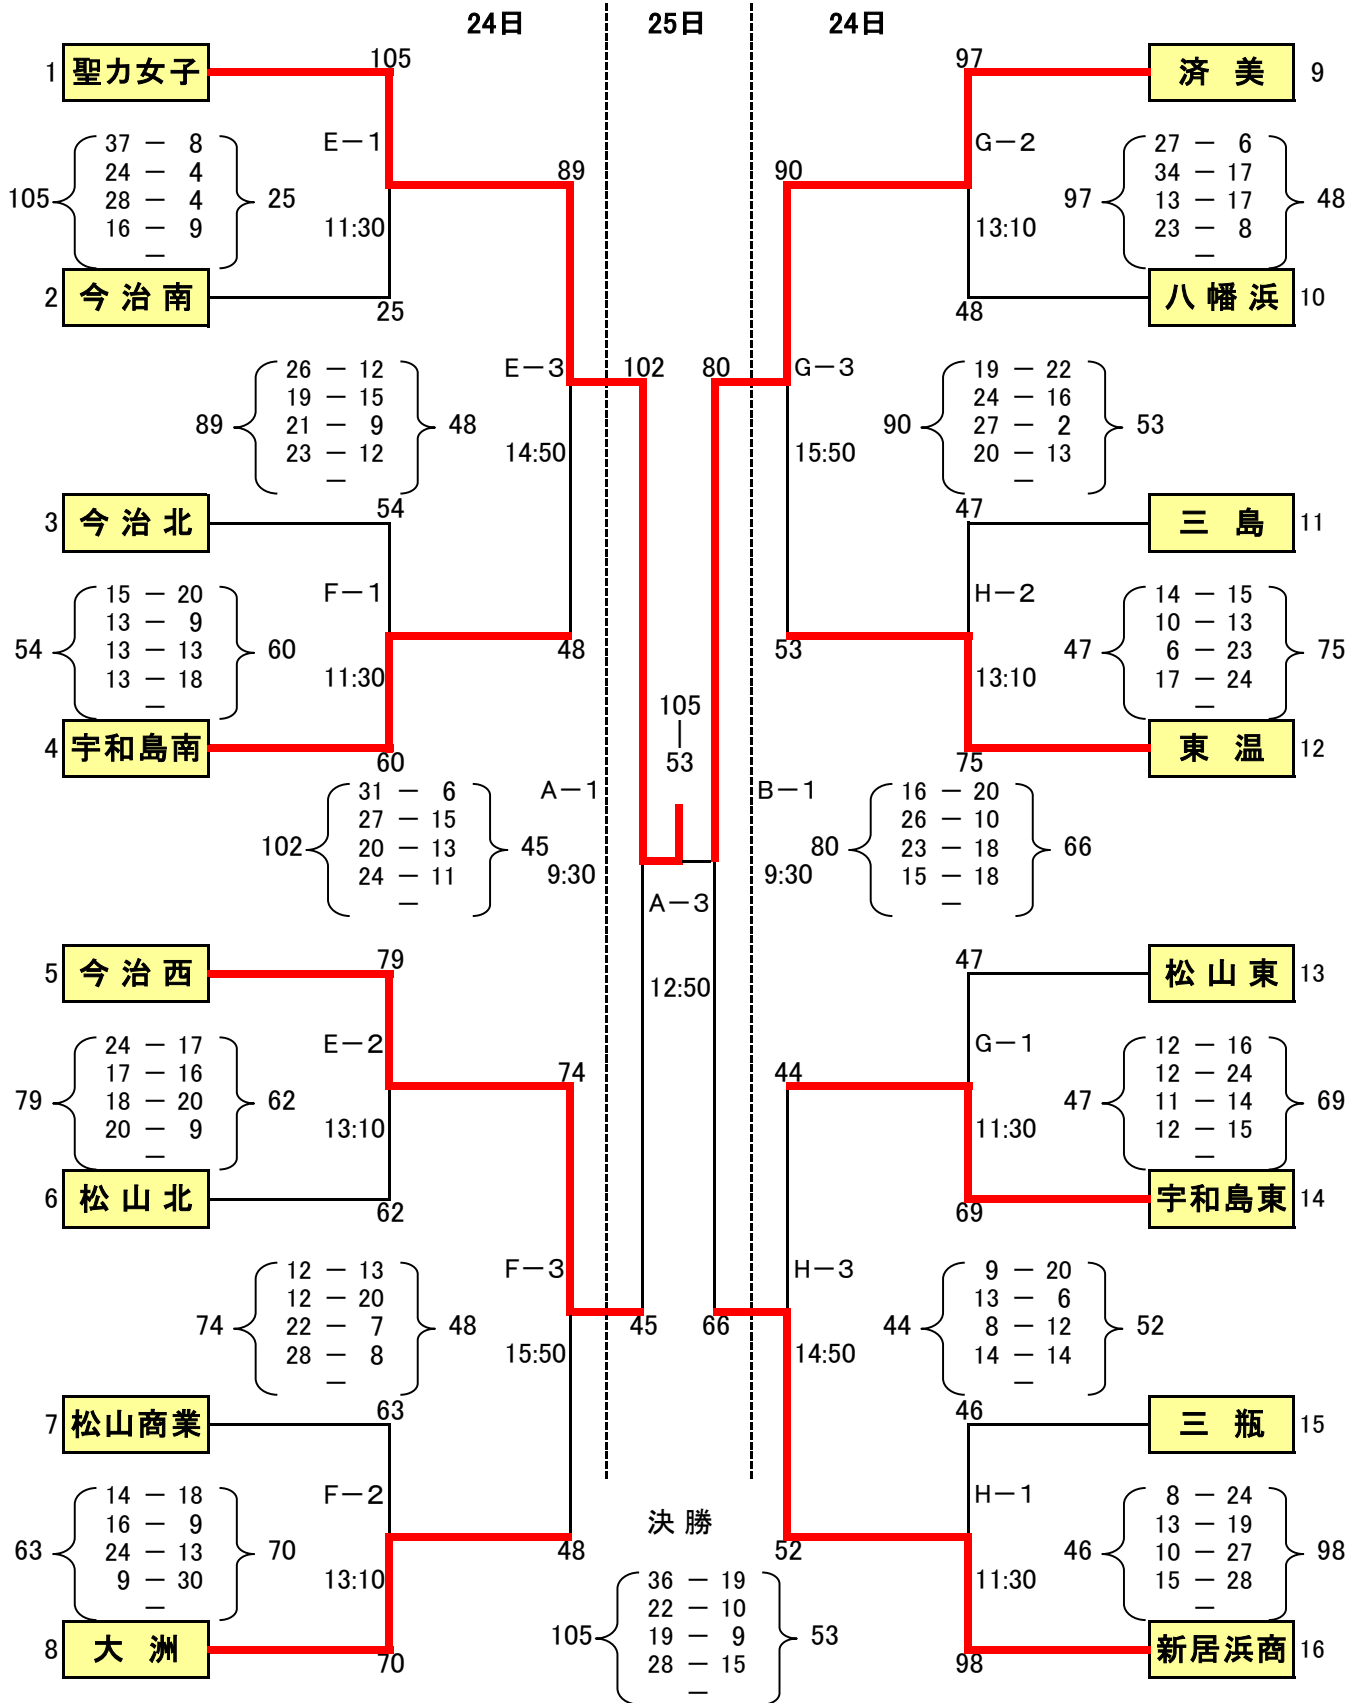 24日 25日 24日
1 聖カ女子 105 97 済 美 9
37 － 8 E－1 G－2 27 － 6
24 － 4 89 90 34 － 17
105 28 － 4 25 97 13 － 17 48
16 － 9 11:30 13:10 23 － 8
－ －
2 今 治 南 25 48 八 幡 浜 10
26 － 12 E－3 102 80 G－3 19 － 22
19 － 15 24 － 16
89 21 － 9 48 90 27 － 2 53
23 － 12 14:50 15:50 20 － 13
－ －
3 今 治 北 54 47 三 島 11
15 － 20 F－1 H－2 14 － 15
13 － 9 10 － 13
54 13 － 13 60 48 53 47 6 － 23 75
13 － 18 11:30 13:10 17 － 24
－ 105 －
｜
4 宇和島南 60 53 75 東 温 12
31 － 6 A－1 B－1 16 － 20
27 － 15 26 － 10
102 20 － 13 45 80 23 － 18 66
24 － 11 9:30 9:30 15 － 18
－ A－3 －
5 今 治 西 79 12:50 47 松 山 東 13
24 － 17 E－2 G－1 12 － 16
17 － 16 74 44 12 － 24
79 18 － 20 62 47 11 － 14 69
20 － 9 13:10 11:30 12 － 15
－ －
6 松 山 北 62 69 宇和島東 14
12 － 13 F－3 H－3 9 － 20
12 － 20 13 － 6
74 22 － 7 48 45 66 44 8 － 12 52
28 － 8 15:50 14:50 14 － 14
－ －
7 松山商業 63 46 三 瓶 15
14 － 18 F－2 H－1 8 － 24
16 － 9 決 勝 13 － 19
63 24 － 13 70 48 52 46 10 － 27 98
9 － 30 13:10 36 － 19 11:30 15 － 28
－ 22 － 10 －
105 19 － 9 53
8 大 洲 70 28 － 15 98 新居浜商 16
－